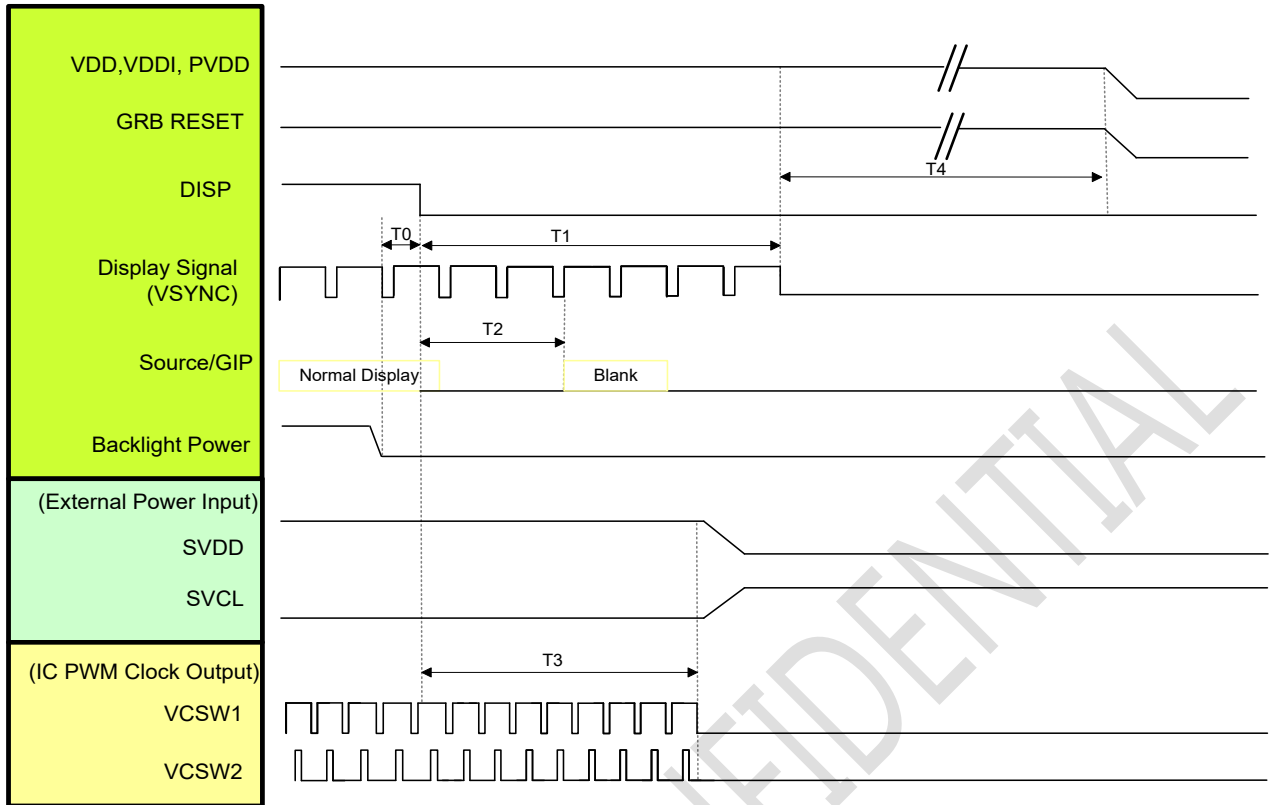 VDD,VDDI, PVDD
GRB RESET
T4
DISP
T0
T1
Display Signal
(VSYNC)
T2
Source/GIP
Normal Display
Blank
Backlight Power
(External Power Input)
SVDD
SVCL
T3
(IC PWM Clock Output)
VCSW1
VCSW2
NFIDENTIAL